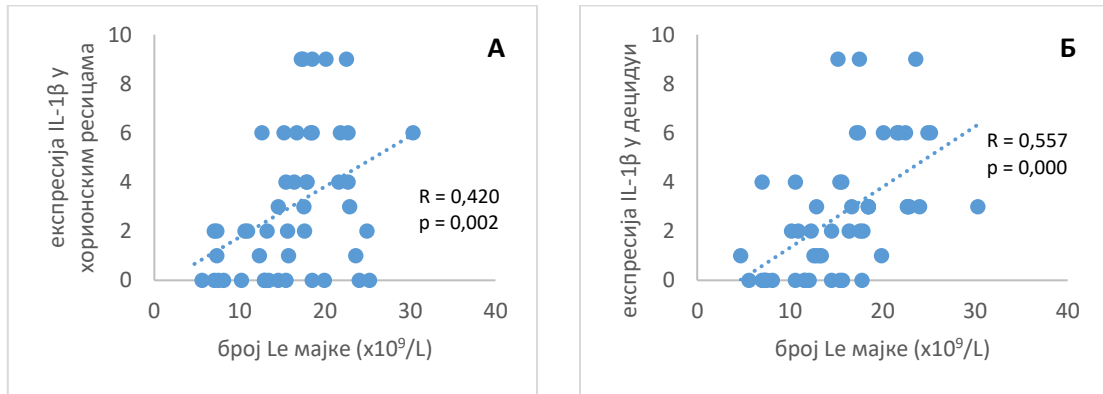 А
експресија IL-1β у
хорионским ресицама
10
8
6
4
2
0
R = 0,420
p = 0,002
0 10 20 30 40
број Le мајке (x10⁹/L)
Б
експресија IL-1β у децидуи
10
8
6
4
2
0
R = 0,557
p = 0,000
0 10 20 30 40
број Le мајке (x10⁹/L)